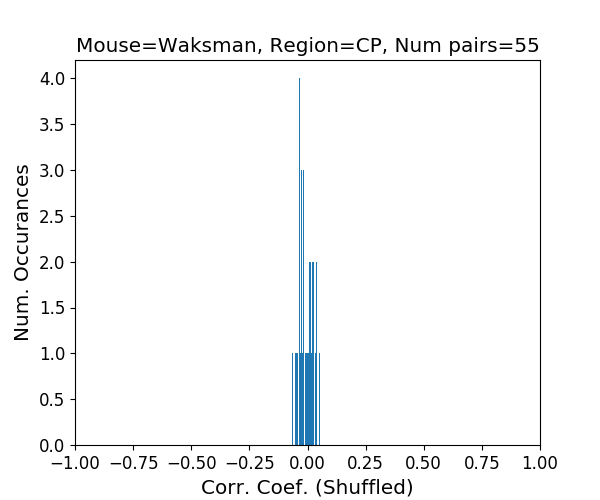 Mouse=Waksman, Region=CP, Num pairs=55
Num. Occurances
4.0
3.5
3.0
2.5
2.0
1.5
1.0
0.5
0.0
−1.00 −0.75 −0.50 −0.25 0.00 0.25 0.50 0.75 1.00
Corr. Coef. (Shuffled)